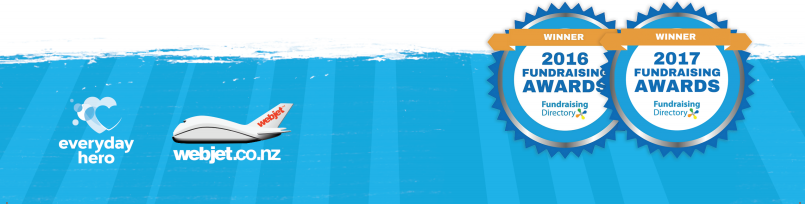 WINNER
2016
FUNDRAISING
AWARDS
Fundraising
Directory
WINNER
2017
FUNDRAISING
AWARDS
Fundraising
Directory
everyday
hero
webjet
webjet.co.nz